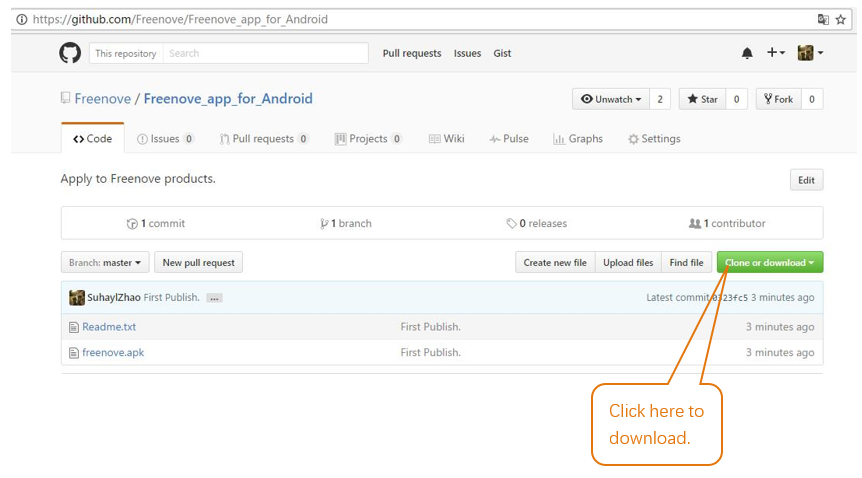 https://github.com/Freenove/Freenove_app_for_Android
This repository Search Pull requests Issues Gist
Freenove / Freenove_app_for_Android Unwatch 2 Star 0 Fork 0
Code Issues 0 Pull requests 0 Projects 0 Wiki Pulse Graphs Settings
Apply to Freenove products. Edit
1 commit 1 branch 0 releases 1 contributor
Branch: master New pull request Create new file Upload files Find file Clone or download
SuhaylZhao First Publish. ... Latest commit 0323fc5 3 minutes ago
Readme.txt First Publish. 3 minutes ago
freenove.apk First Publish. 3 minutes ago
Click here to
download.